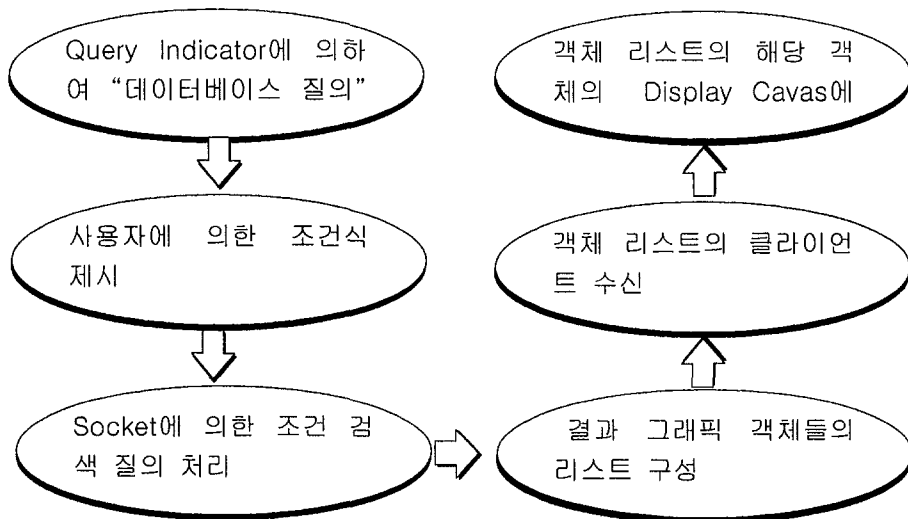 Query Indicator에 의하
여 “데이터베이스 질의”
사용자에 의한 조건식
제시
Socket에 의한 조건 검
색 질의 처리
결과 그래픽 객체들의
리스트 구성
객체 리스트의 클라이언
트 수신
객체 리스트의 해당 객
체의 Display Cavas에